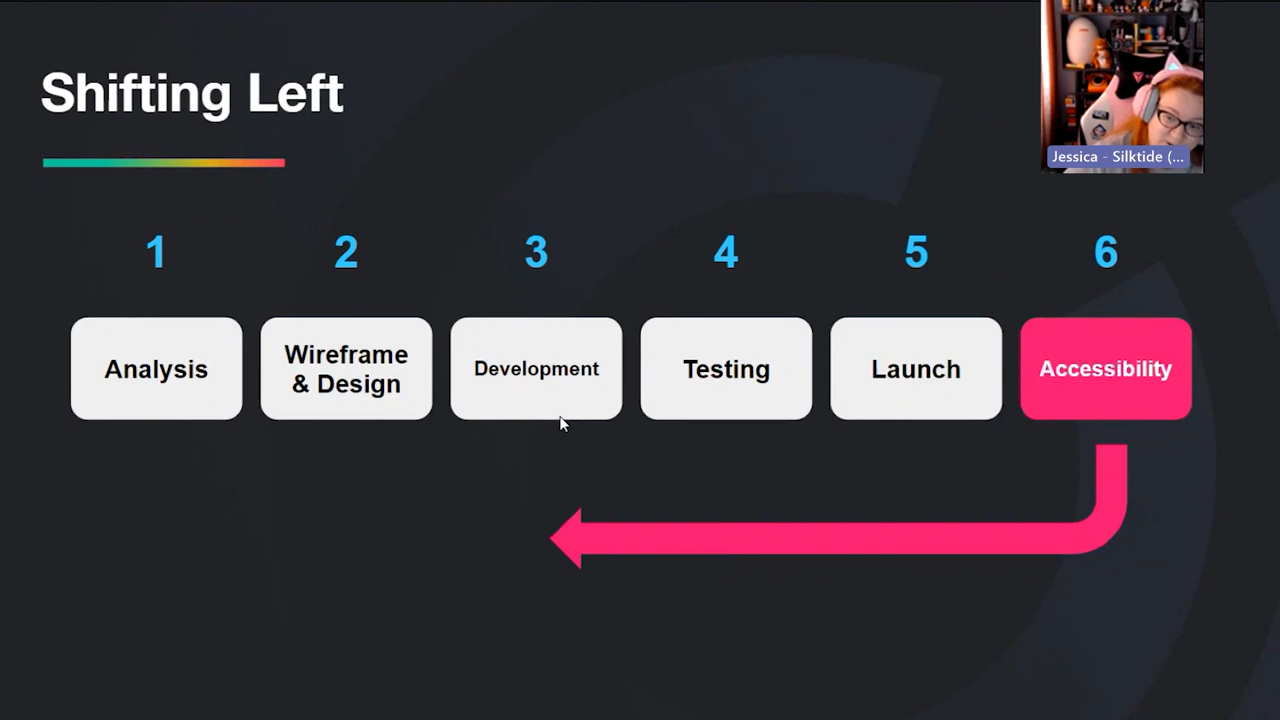 Shifting Left
Jessica - Silktide (...
1
2
3
4
5
6
Analysis
Wireframe
& Design
Development
Testing
Launch
Accessibility